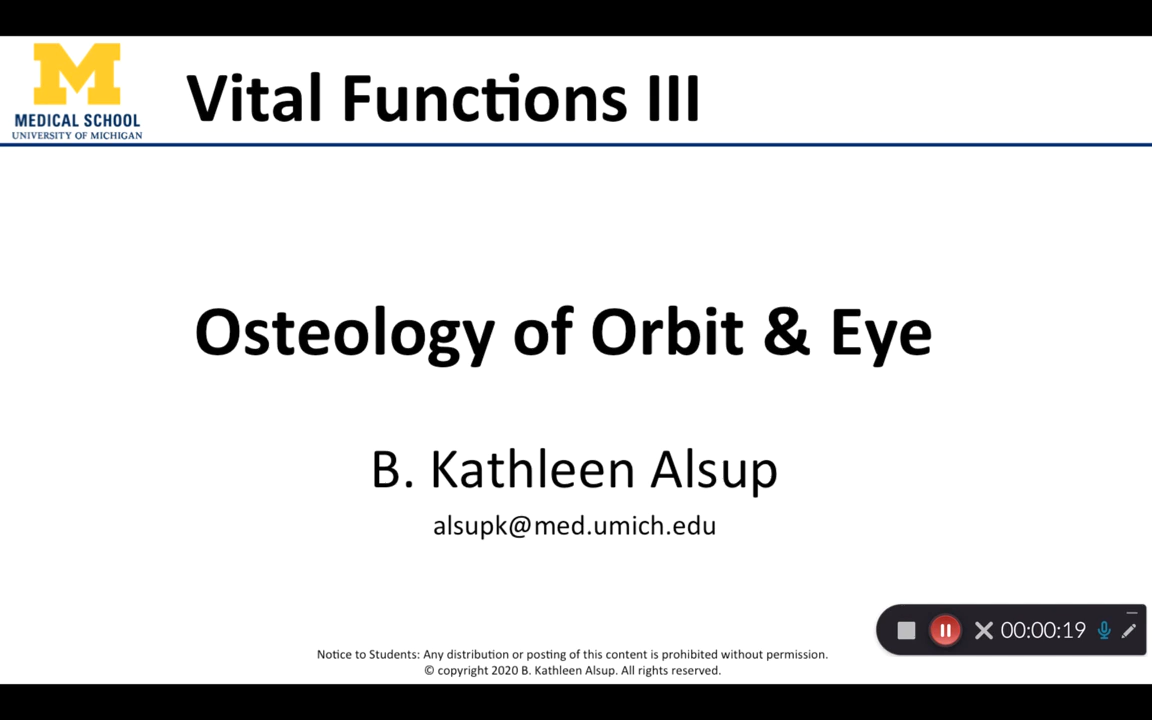 M
MEDICAL SCHOOL
UNIVERSITY OF MICHIGAN
Vital Functions III
Osteology of Orbit & Eye
B. Kathleen Alsup
alsupk@med.umich.edu
00:00:19
Notice to Students: Any distribution or posting of this content is prohibited without permission.
© copyright 2020 B. Kathleen Alsup. All rights reserved.